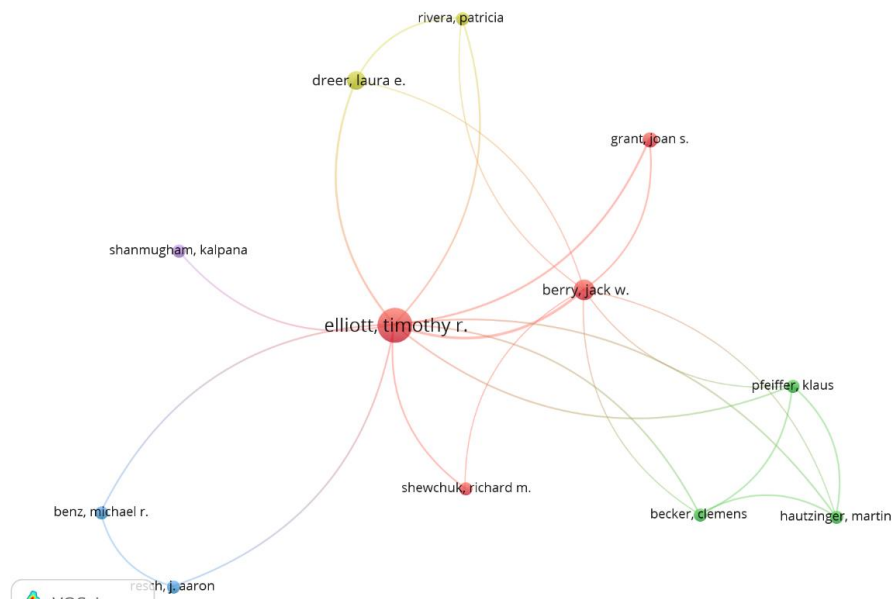 rivera, patricia
dreer, laura e.
grant, joan s.
shanmugham, kalpana
berry, jack w.
elliott, timothy r.
pfeiffer, klaus
shewchuk, richard m.
benz, michael r.
becker, clemens
hautzinger, martin
resch, j. aaron